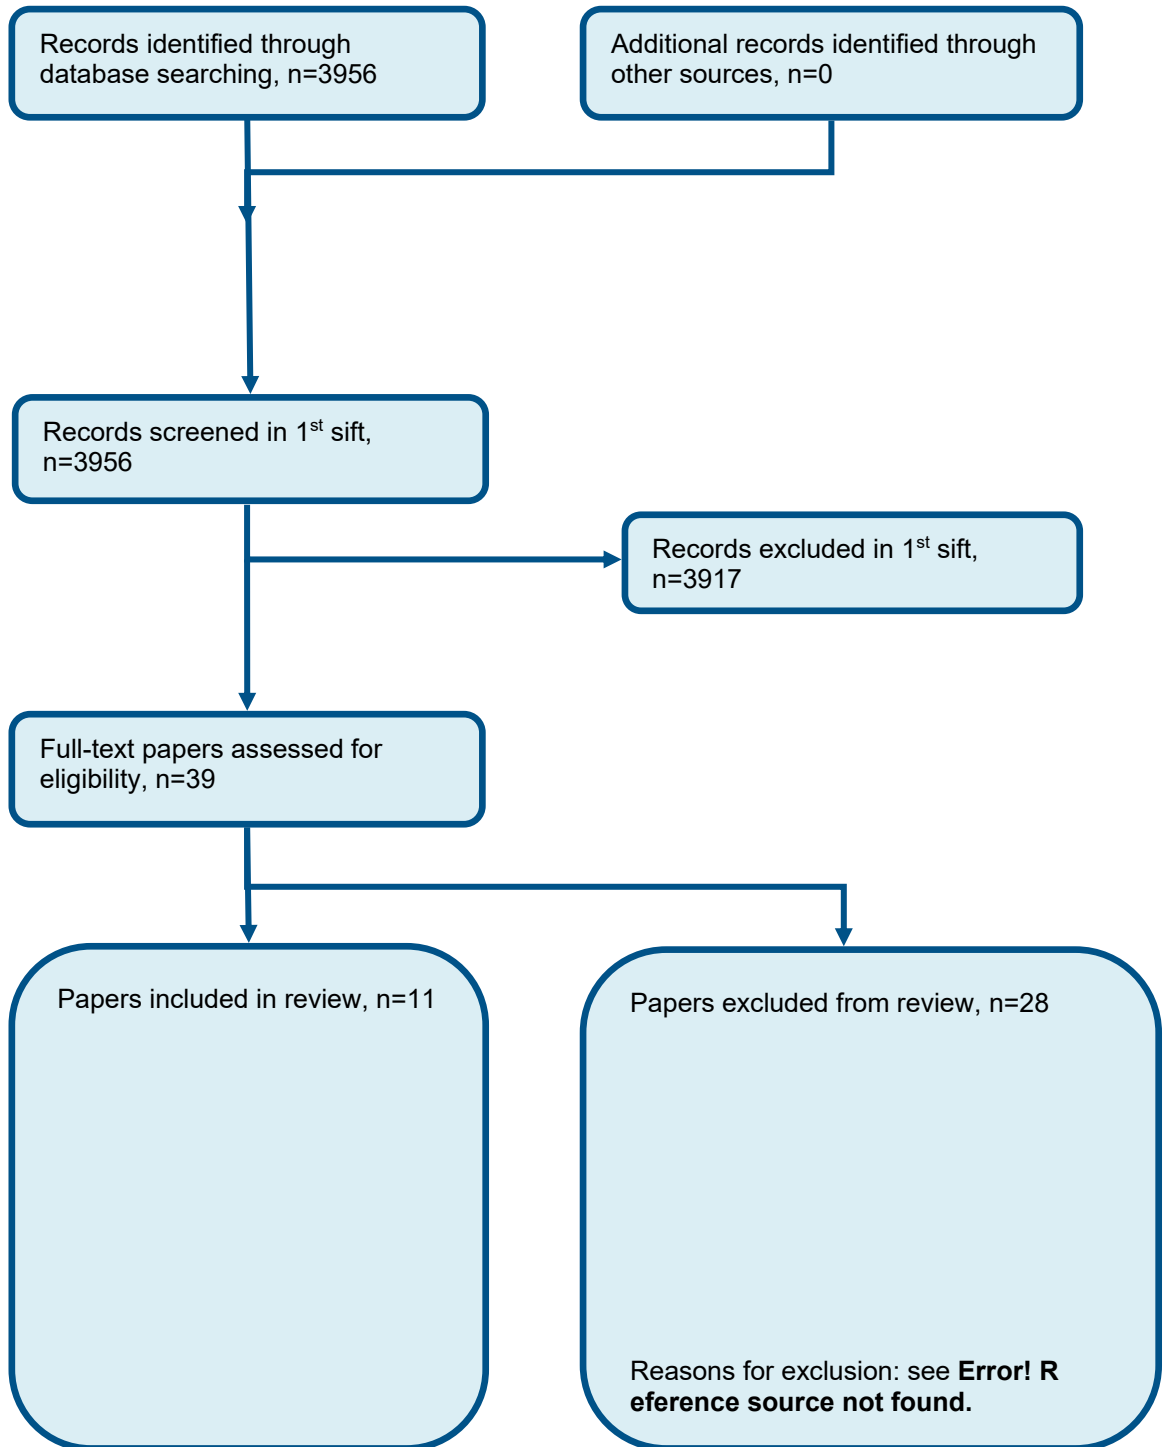 Records identified through
database searching, n=3956
Additional records identified through
other sources, n=0
Records screened in 1st sift,
n=3956
Records excluded in 1st sift,
n=3917
Full-text papers assessed for
eligibility, n=39
Papers included in review, n=11
Papers excluded from review, n=28
Reasons for exclusion: see Error! R
eference source not found.